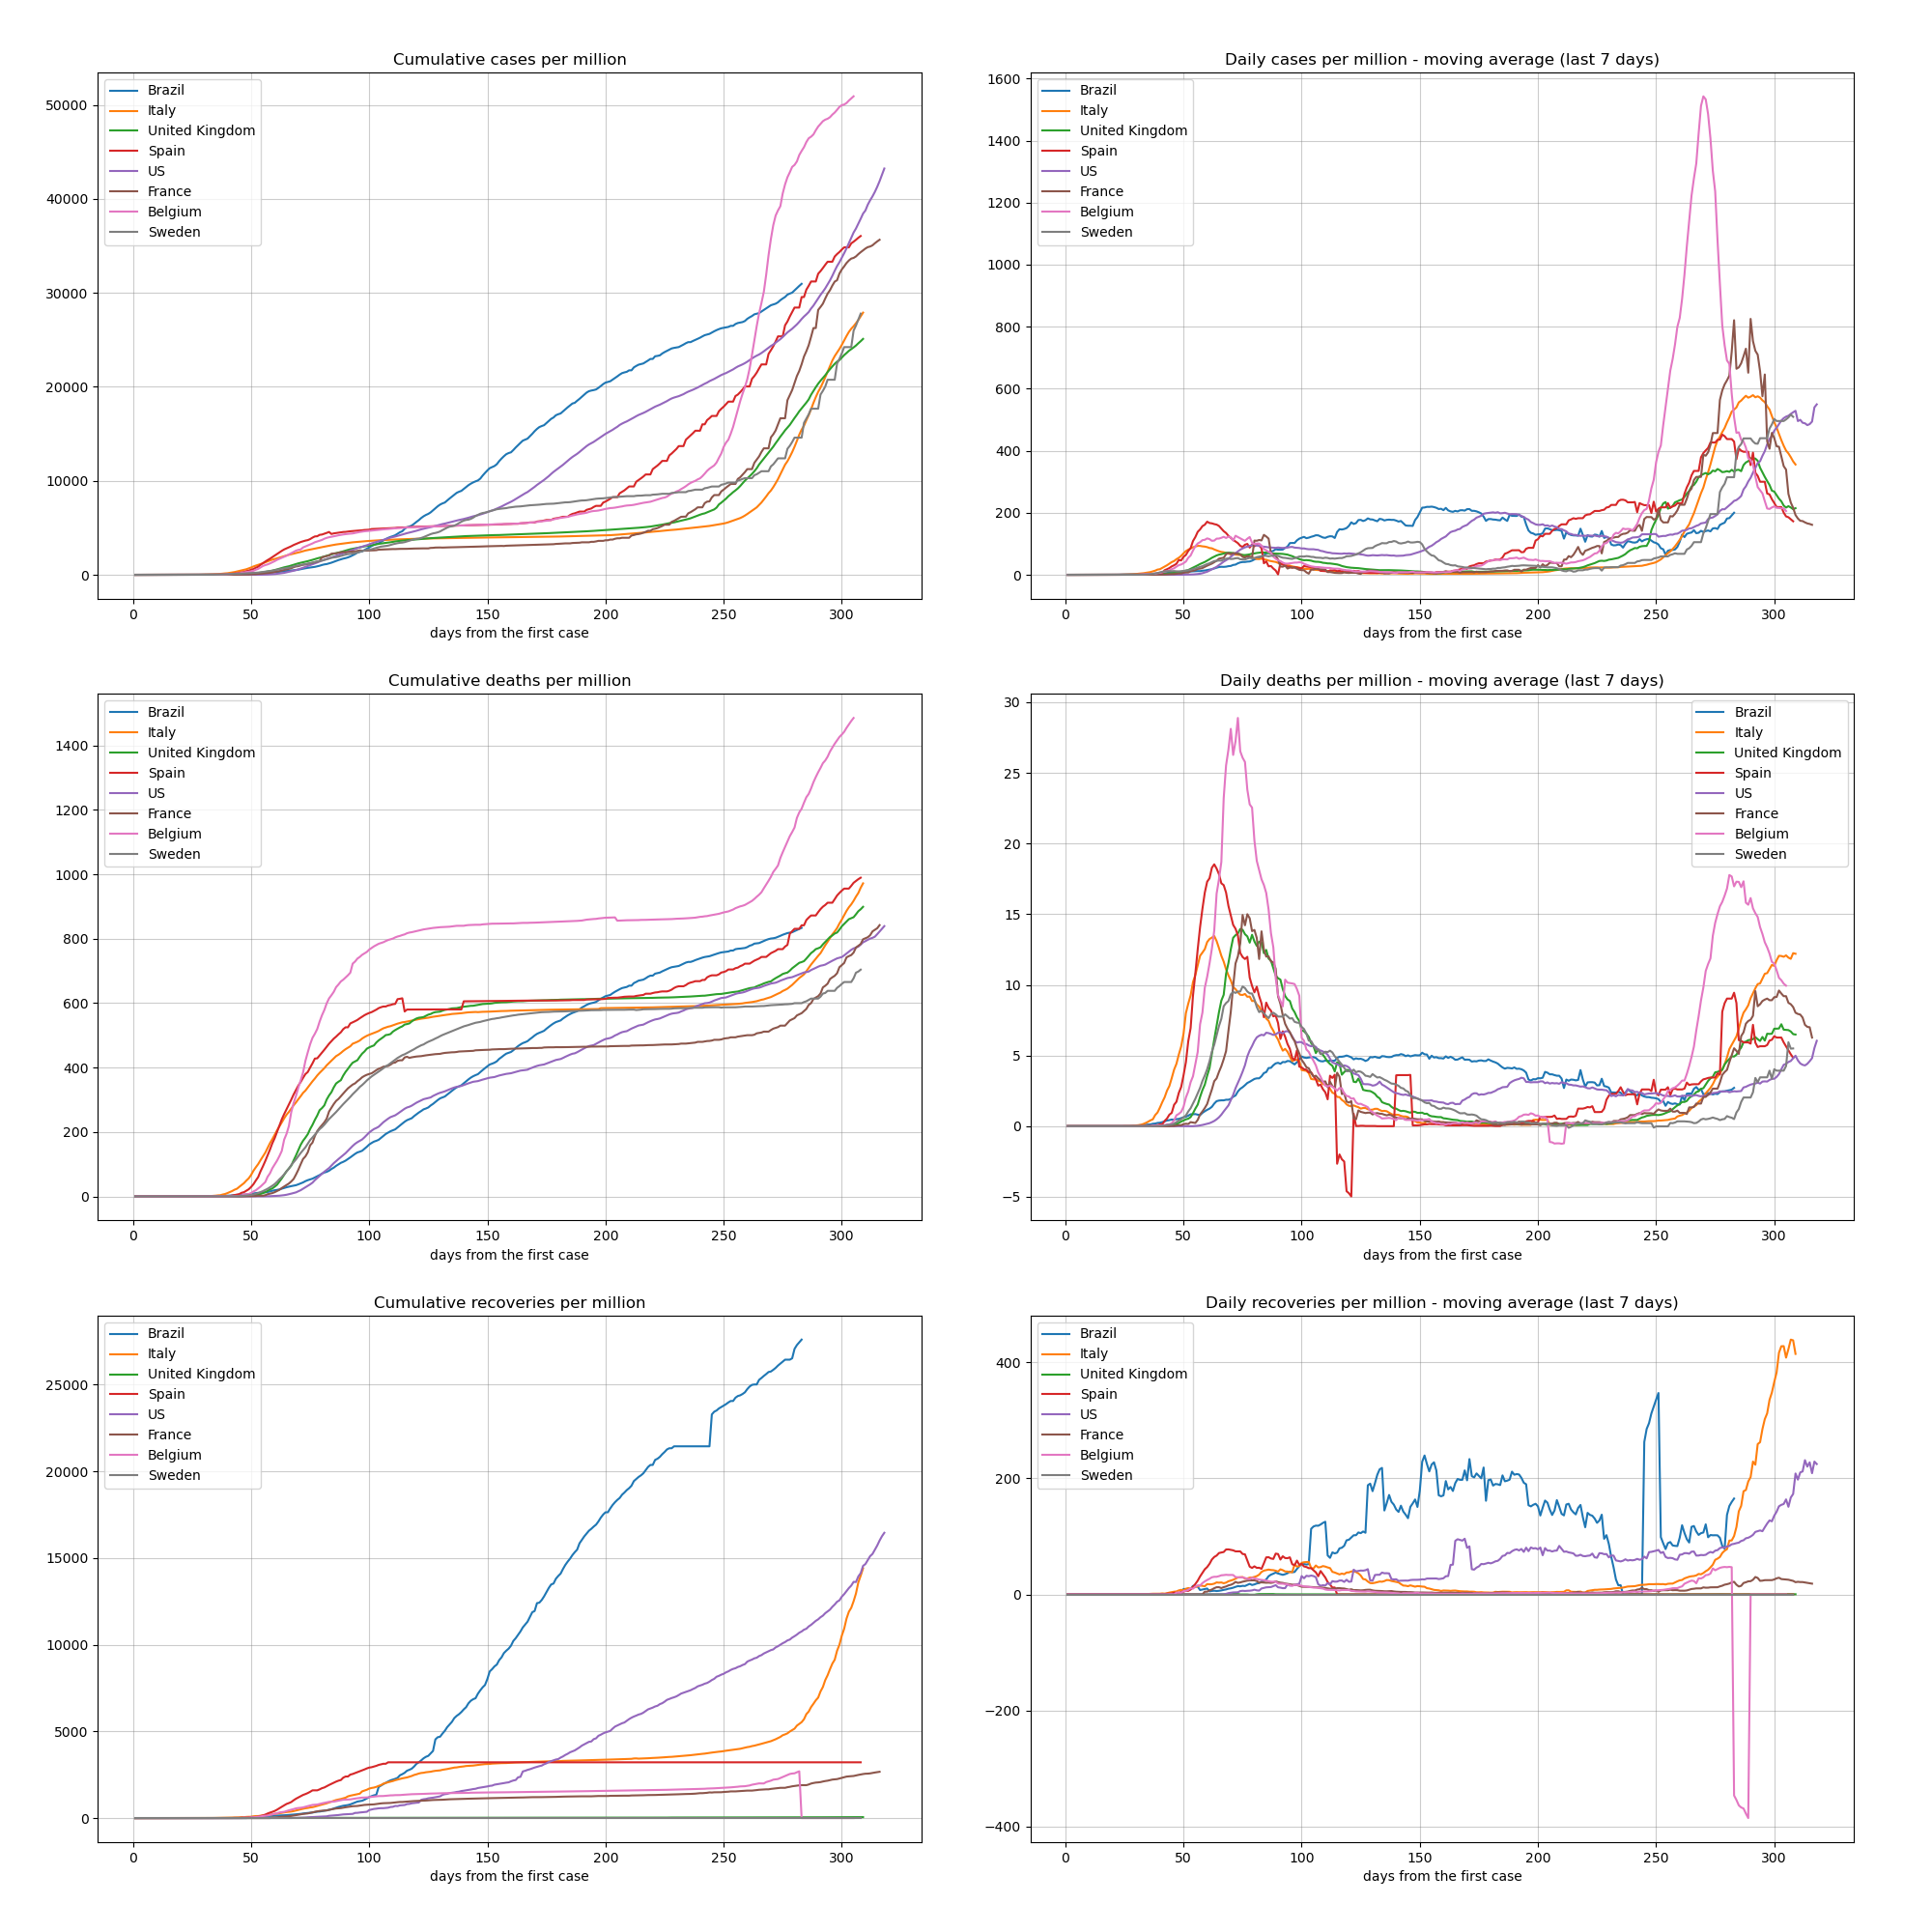 Cumulative cases per million
50000
40000
30000
20000
10000
0
Brazil
Italy
United Kingdom
Spain
US
France
Belgium
Sweden
0 50 100 150 200 250 300
days from the first case
Daily cases per million - moving average (last 7 days)
1600
1400
1200
1000
800
600
400
200
0
Brazil
Italy
United Kingdom
Spain
US
France
Belgium
Sweden
0 50 100 150 200 250 300
days from the first case
Cumulative deaths per million
1400
1200
1000
800
600
400
200
0
Brazil
Italy
United Kingdom
Spain
US
France
Belgium
Sweden
0 50 100 150 200 250 300
days from the first case
Daily deaths per million - moving average (last 7 days)
30
25
20
15
10
5
0
−5
Brazil
Italy
United Kingdom
Spain
US
France
Belgium
Sweden
0 50 100 150 200 250 300
days from the first case
Cumulative recoveries per million
25000
20000
15000
10000
5000
0
Brazil
Italy
United Kingdom
Spain
US
France
Belgium
Sweden
0 50 100 150 200 250 300
days from the first case
Daily recoveries per million - moving average (last 7 days)
400
200
0
−200
−400
Brazil
Italy
United Kingdom
Spain
US
France
Belgium
Sweden
0 50 100 150 200 250 300
days from the first case